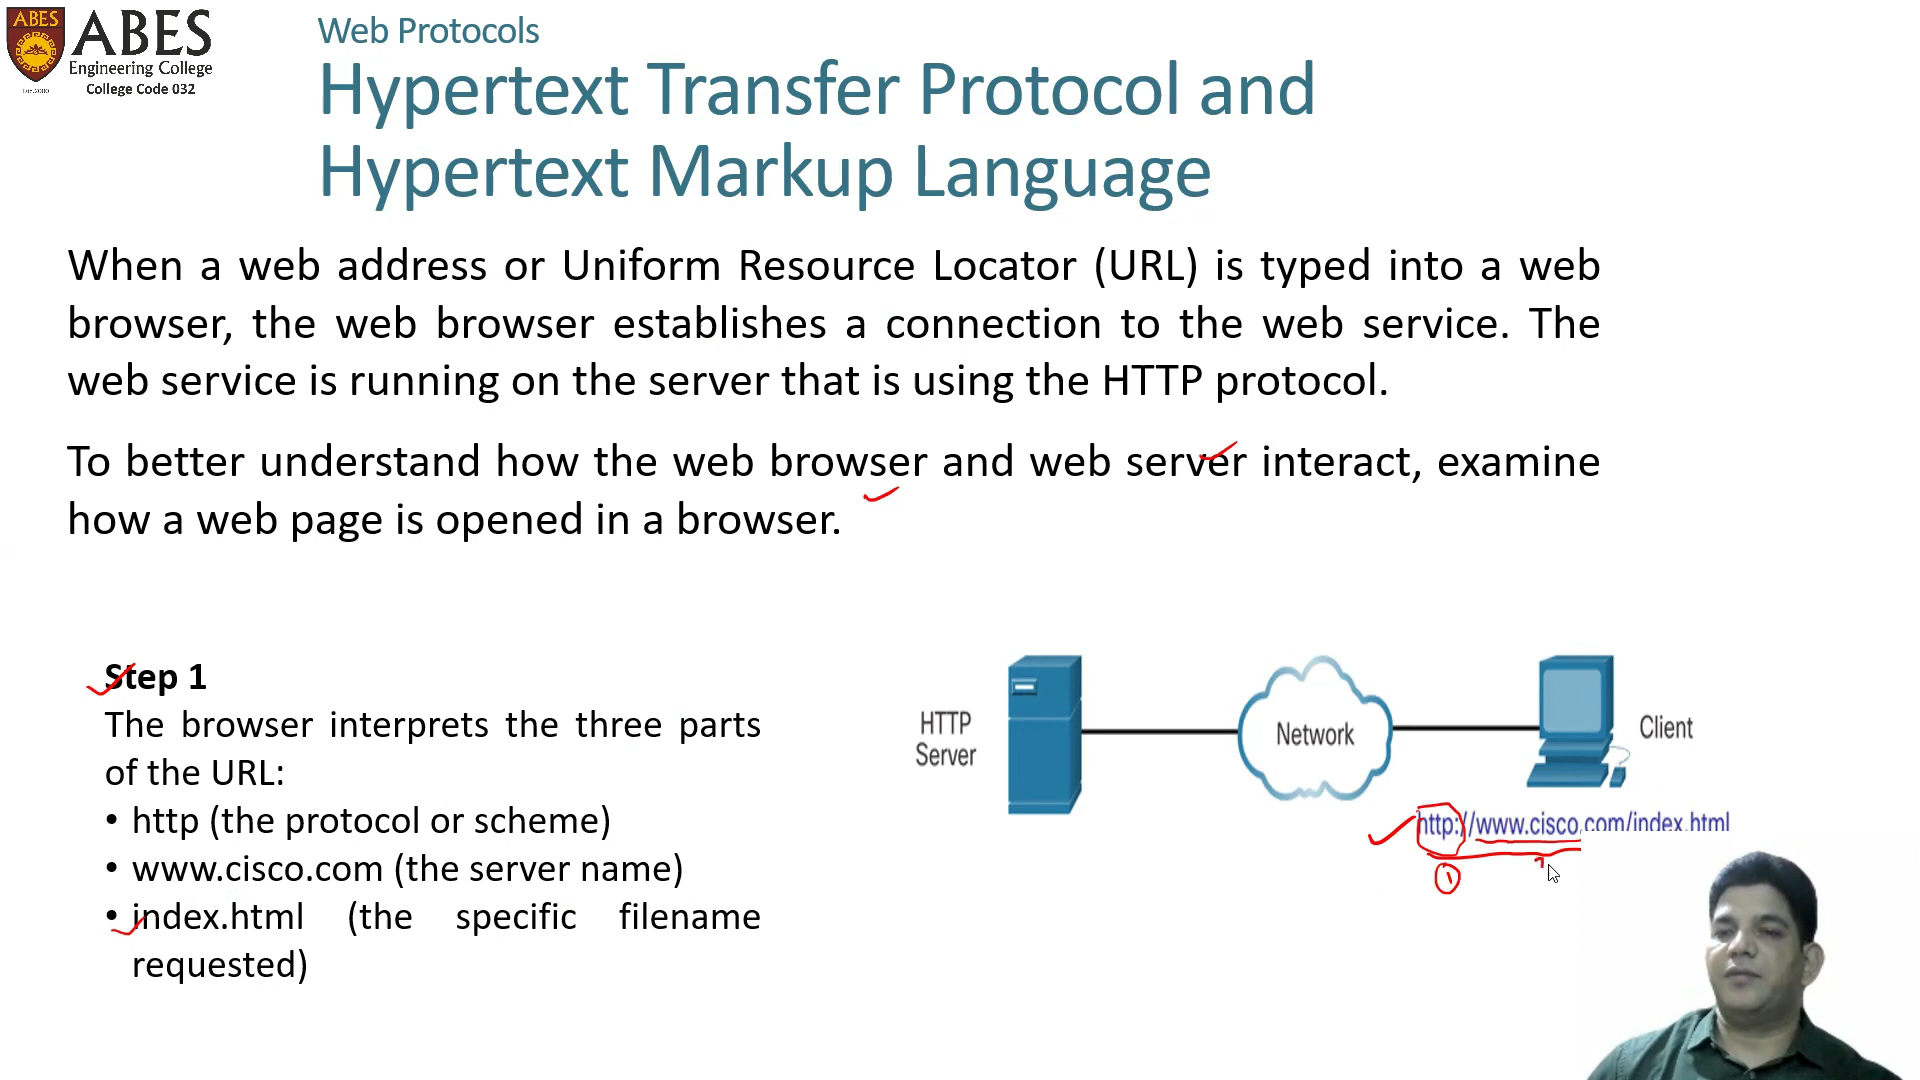 ABES
ABES
Engineering College
College Code 032
Web Protocols
Hypertext Transfer Protocol and
Hypertext Markup Language
When a web address or Uniform Resource Locator (URL) is typed into a web
browser, the web browser establishes a connection to the web service. The
web service is running on the server that is using the HTTP protocol.
To better understand how the web browser and web server interact, examine
how a web page is opened in a browser.
Step 1
The browser interprets the three parts
of the URL:
• http (the protocol or scheme)
• www.cisco.com (the server name)
• index.html (the specific filename
requested)
HTTP
Server
Network
Client
http://www.cisco.com/index.html
1